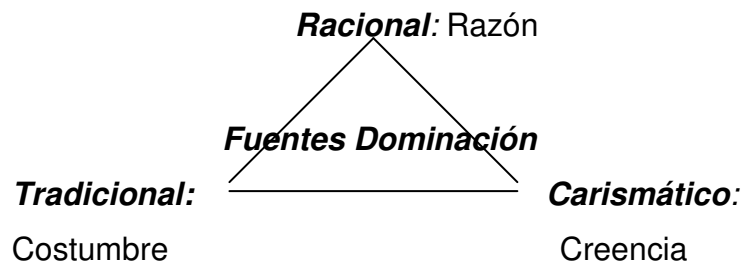 Racional: Razón
Fuentes Dominación
Tradicional: Carismático:
Costumbre Creencia